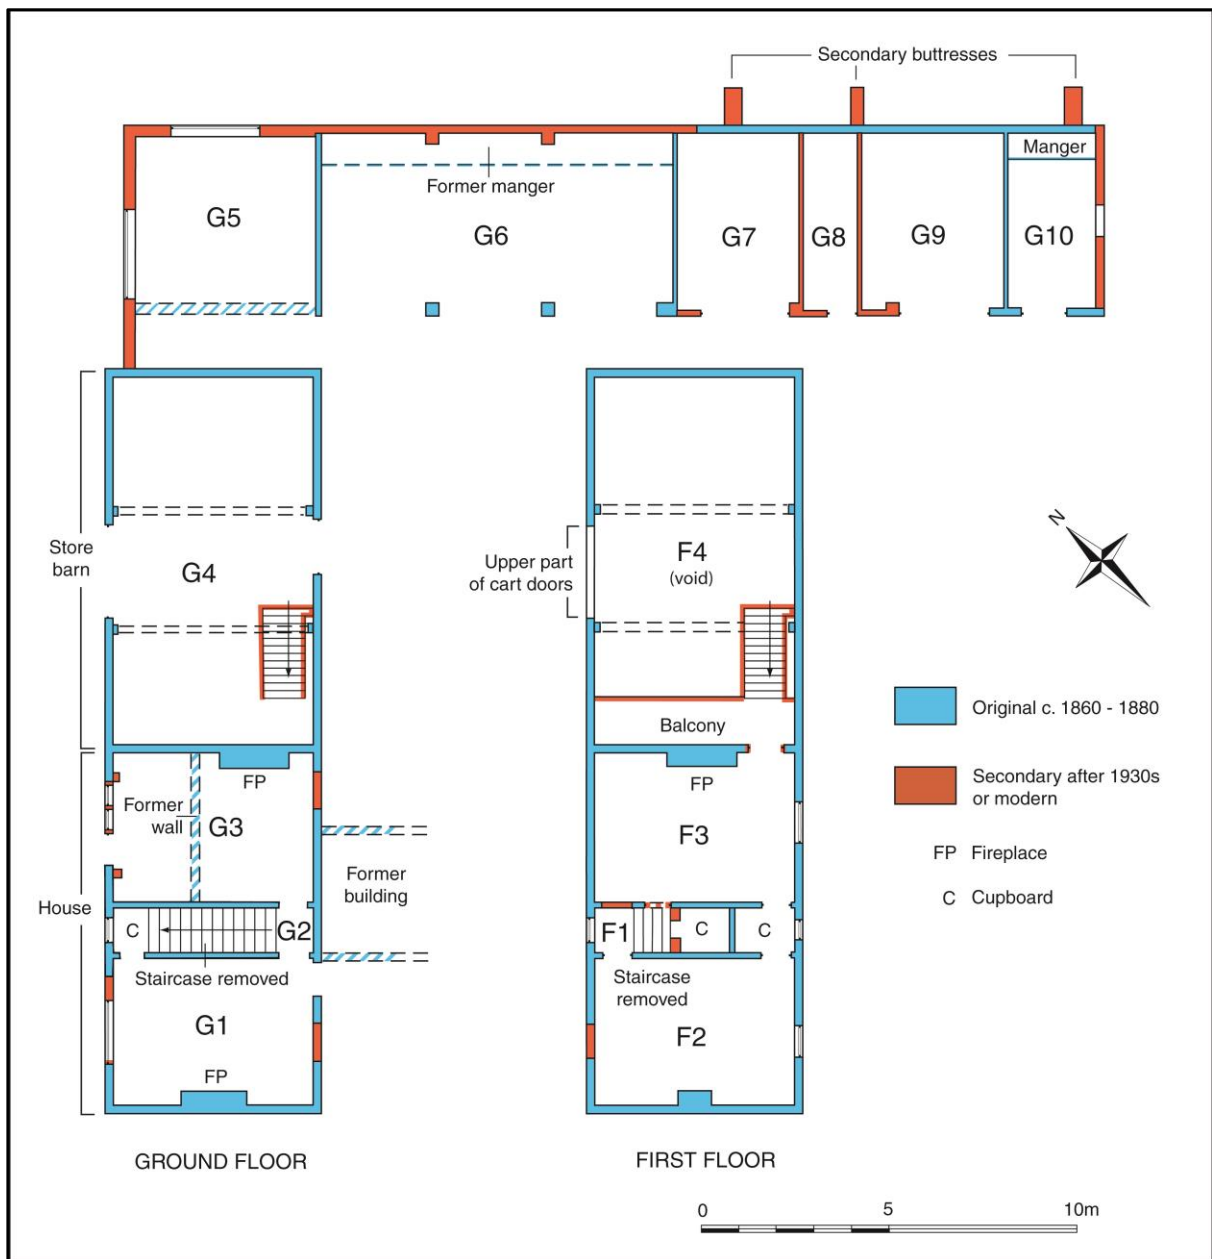 Secondary buttresses
Manger
Former manger
G5
G6
G7
G8
G9
G10
Store
barn
G4
Upper part
of cart doors
F4
(void)
N
Balcony
Original c. 1860 - 1880
FP
FP
Secondary after 1930s
or modern
Former
wall
G3
F3
FP Fireplace
C Cupboard
House
Former
building
C
G2
F1
C
C
Staircase removed
Staircase
removed
G1
F2
FP
GROUND FLOOR
FIRST FLOOR
0
5
10m